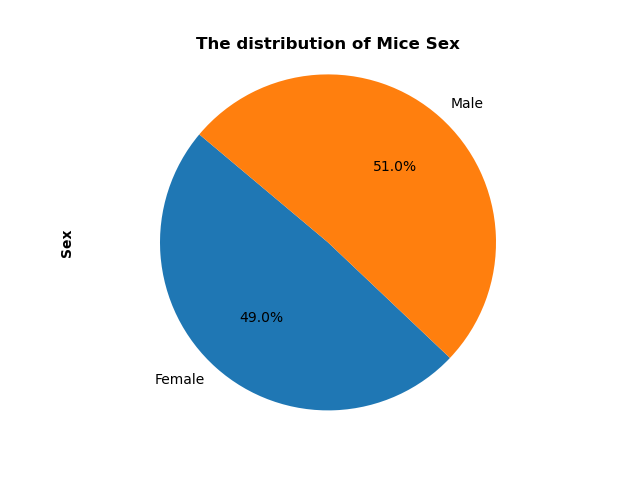 The distribution of Mice Sex
Male
51.0%
Sex
49.0%
Female